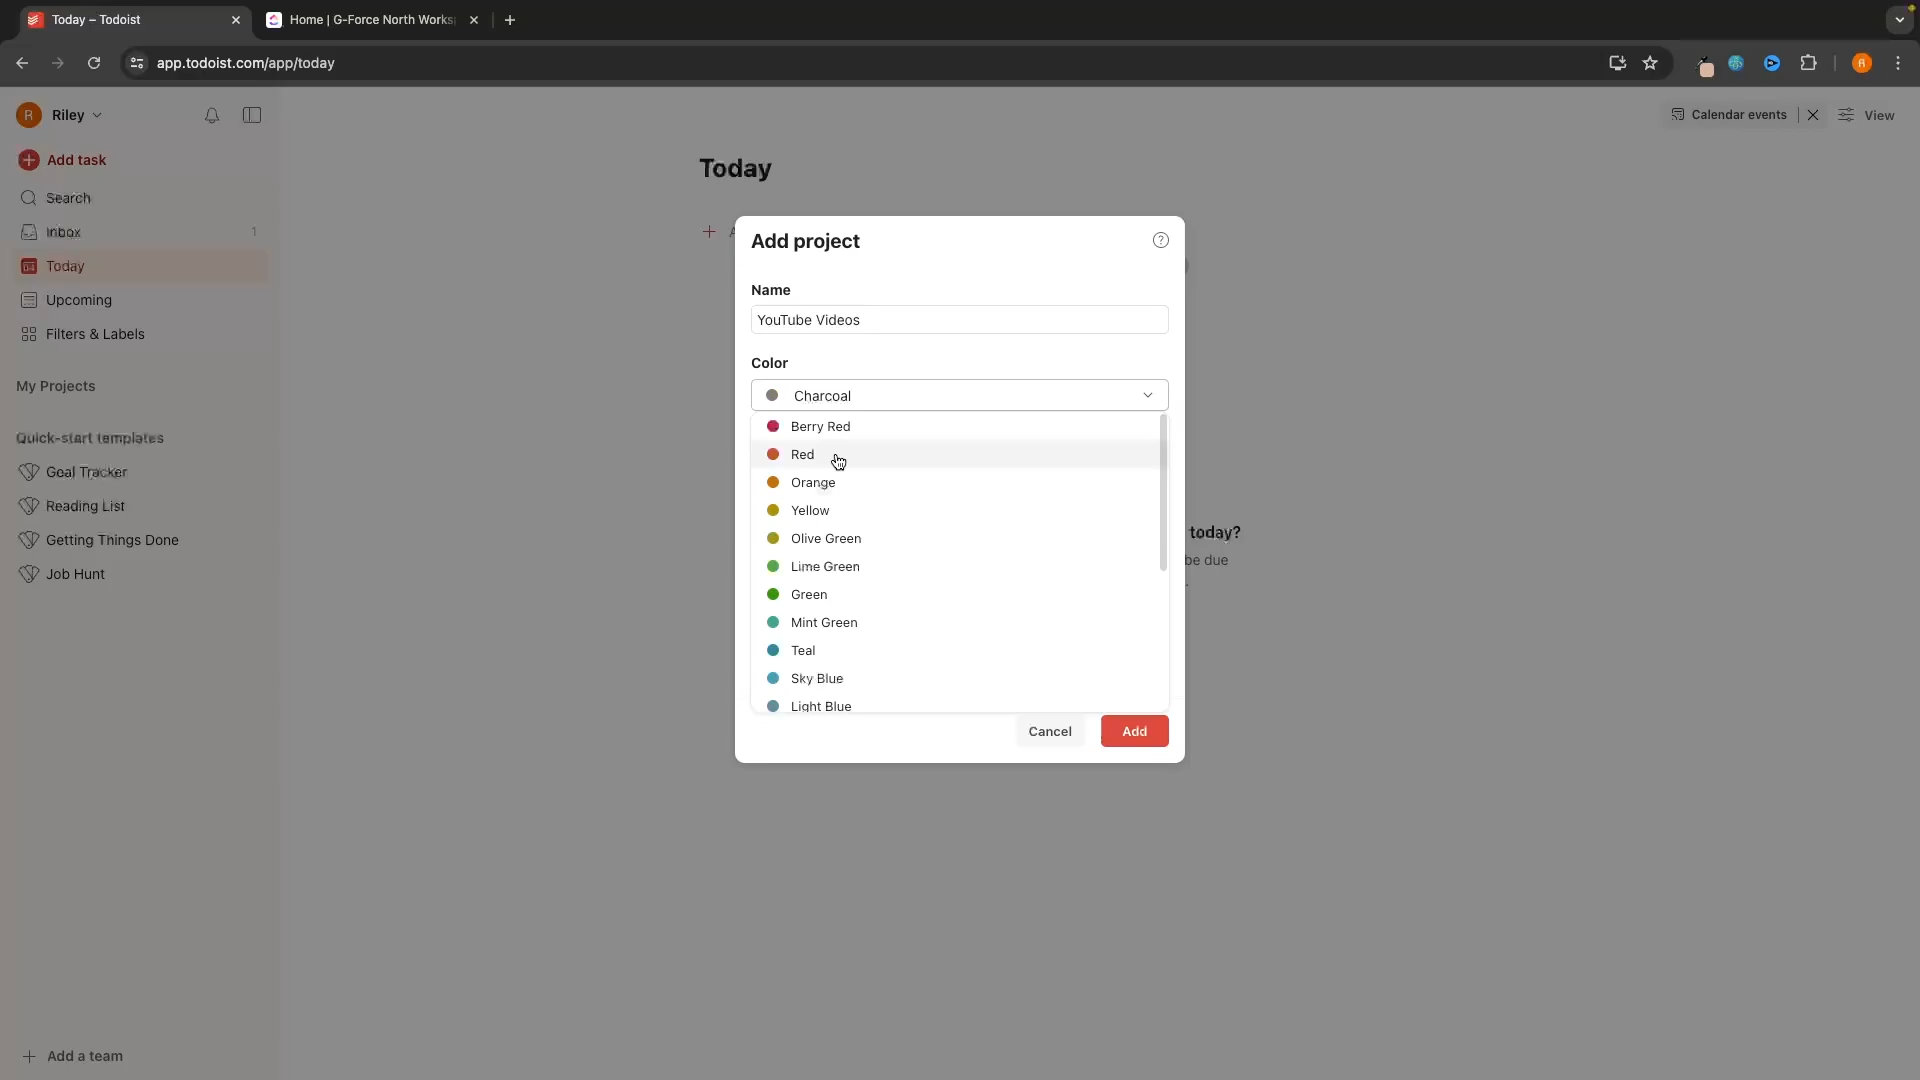 Today – Todoist
Home | G-Force North Works
app.todoist.com/app/today
R
R
Riley
Calendar events
View
Add task
Today
Search
Inbox
1
Today
Add project
Upcoming
Name
Filters & Labels
YouTube Videos
Color
My Projects
Charcoal
Berry Red
Quick-start templates
Red
Goal Tracker
Orange
Reading List
Yellow
today?
Getting Things Done
Olive Green
be due
Job Hunt
Lime Green
Green
Mint Green
Teal
Sky Blue
Light Blue
Cancel
Add
Add a team